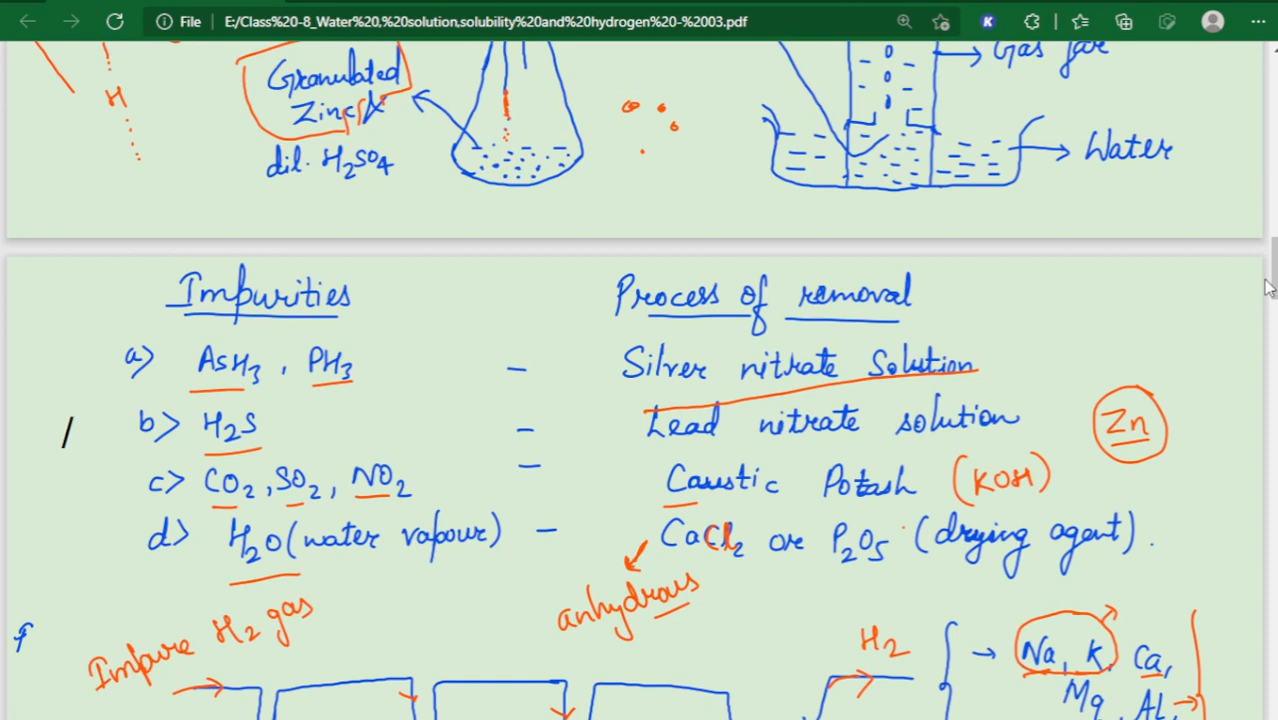 File
E:/Class%20-8_Water%20,%20solution,solubility%20and%20hydrogen%20-%2003.pdf
K
Gas jar
H
Granulated
Zinc
dil. H2SO4
Water
Impurities
Process of removal
a) AsH3 , PH3 - Silver nitrate Solution
b> H2S - Lead nitrate solution
Zn
c> CO2, SO2, NO2 - Caustic Potash (KOH)
d> H2O (water vapour) - CaCl2 or P2O5 (drying agent).
anhydrous
Impure H2 gas
H2
Na, K, Ca,
Mg, Al